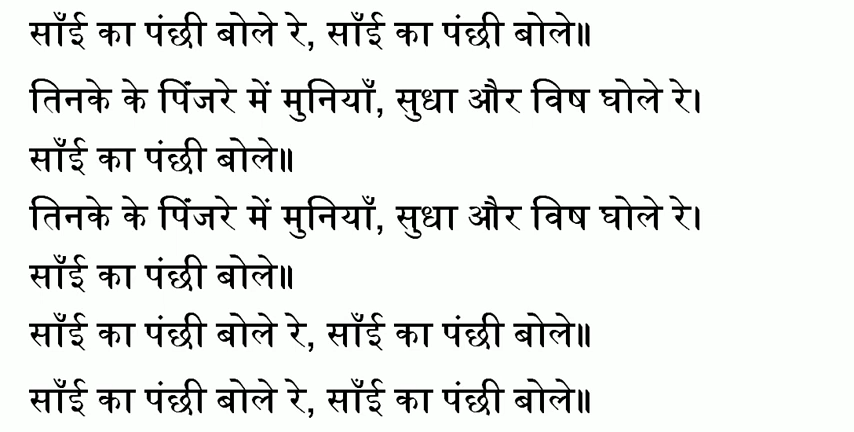 साँई का पंछी बोले रे, साँई का पंछी बोले॥
तिनके के पिंजरे में मुनियाँ, सुधा और विष घोले रे।
साँई का पंछी बोले॥
तिनके के पिंजरे में मुनियाँ, सुधा और विष घोले रे।
साँई का पंछी बोले॥
साँई का पंछी बोले रे, साँई का पंछी बोले॥
साँई का पंछी बोले रे, साँई का पंछी बोले॥